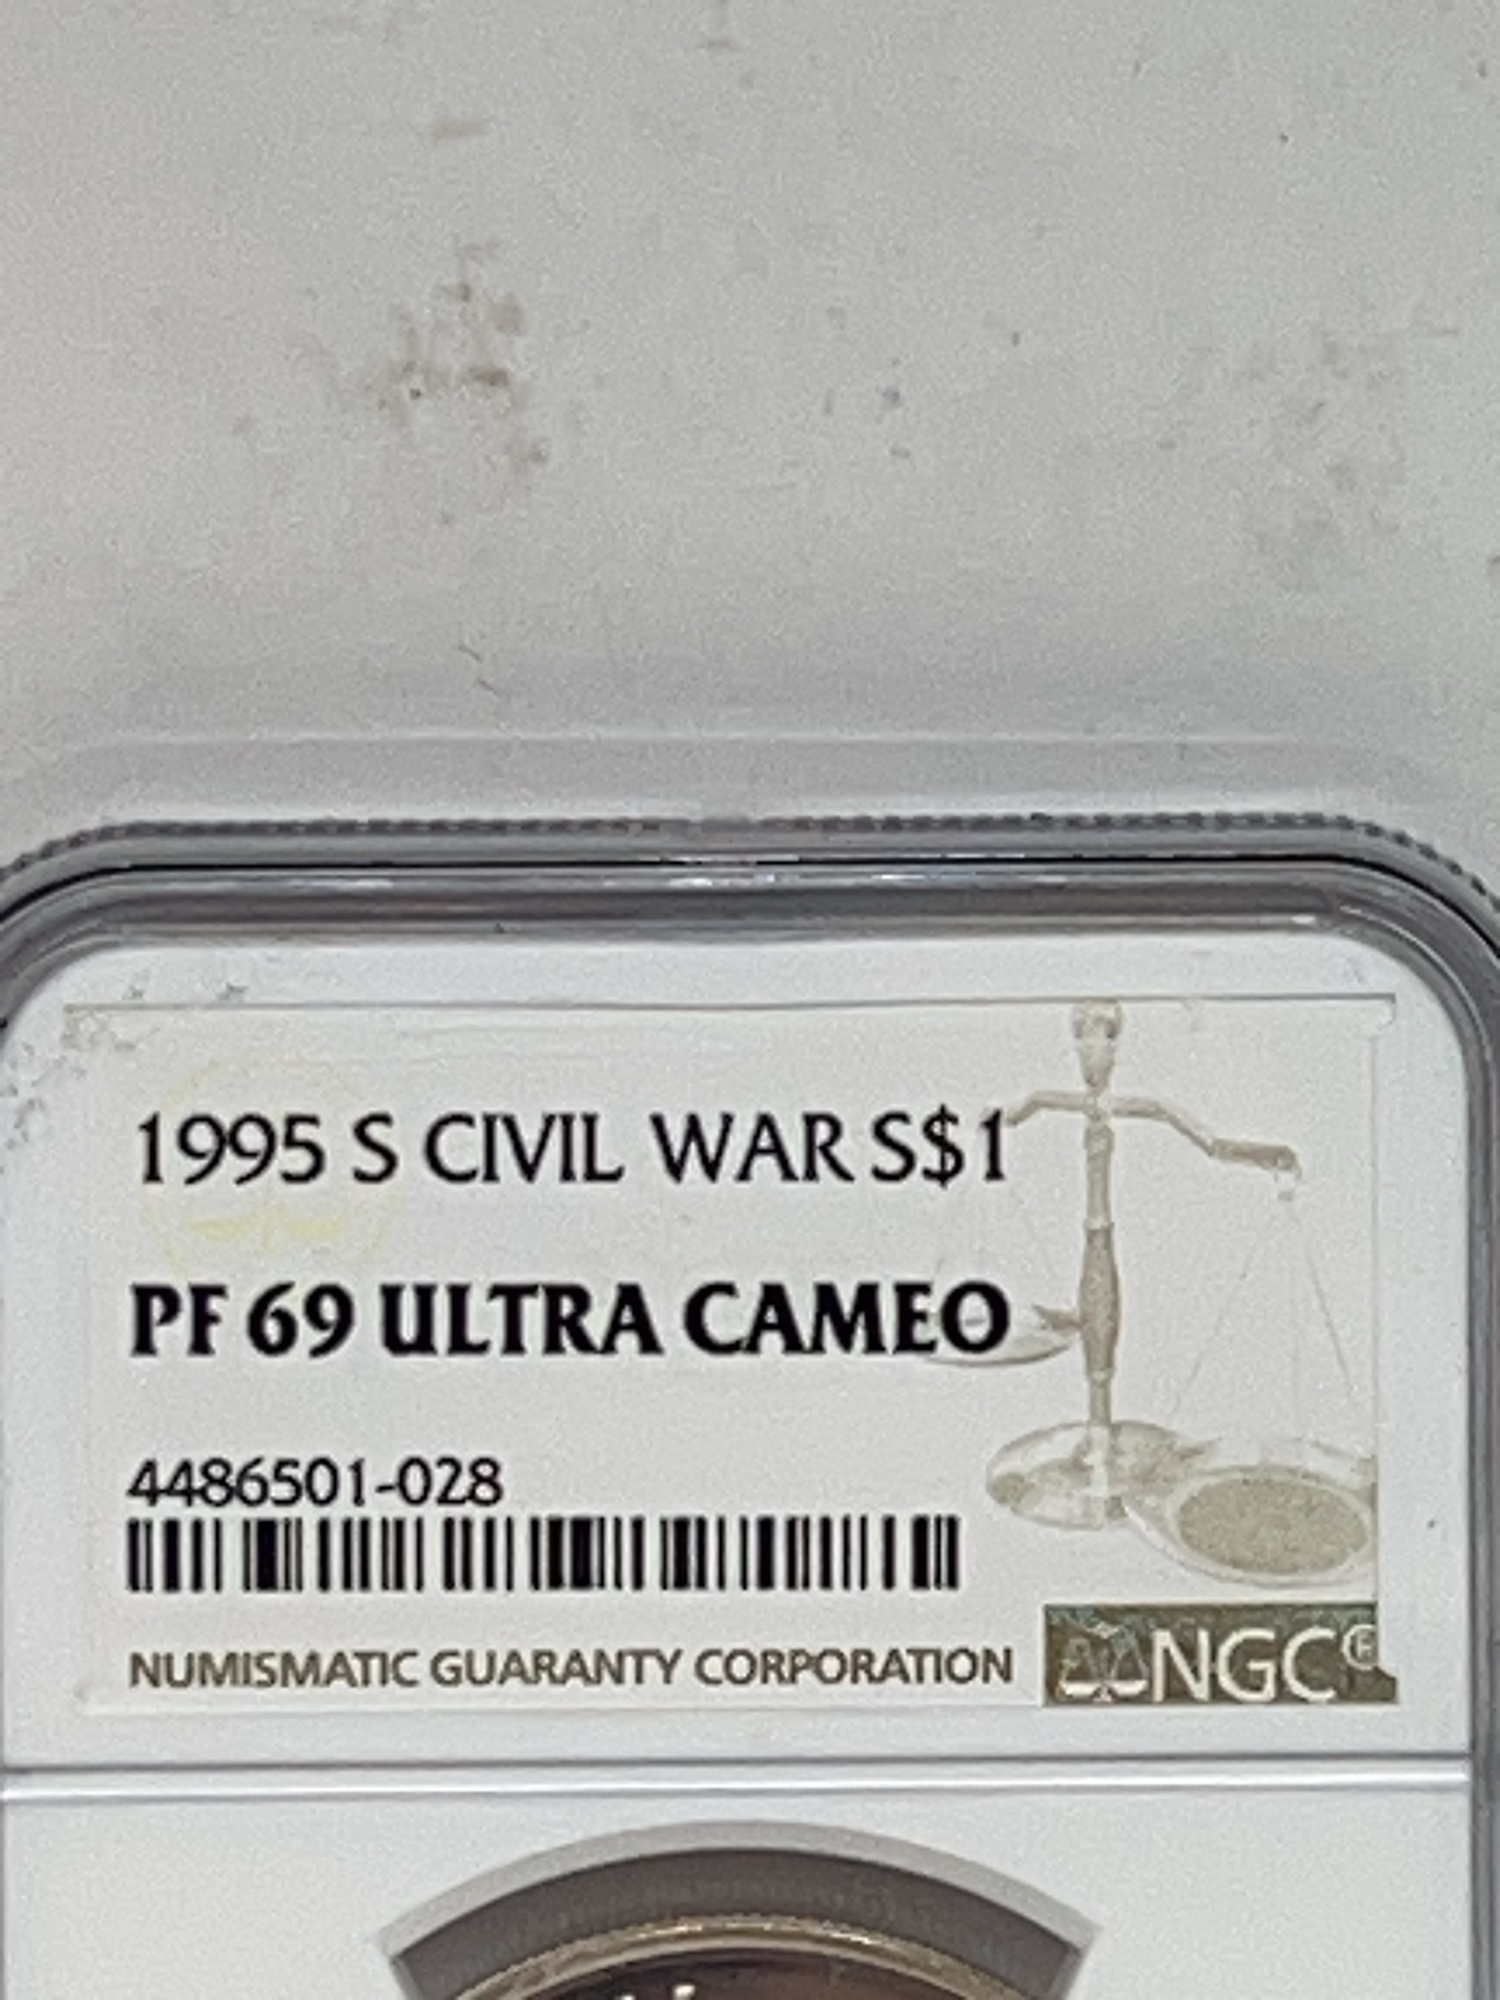 1995 S CIVIL WAR S$1
PF 69 ULTRA CAMEO
4486501-028
NUMISMATIC GUARANTY CORPORATION
NGC®